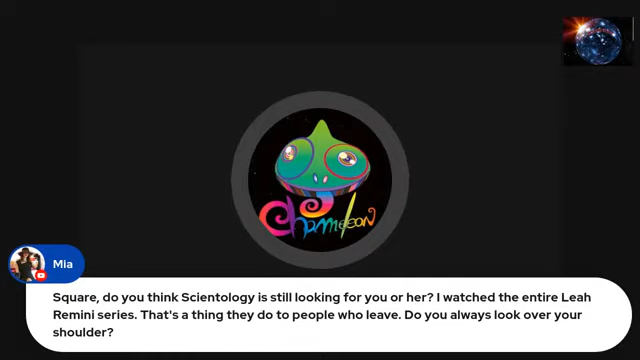 Chameleon
Mia
Square, do you think Scientology is still looking for you or her? I watched the entire Leah
Remini series. That's a thing they do to people who leave. Do you always look over your
shoulder?